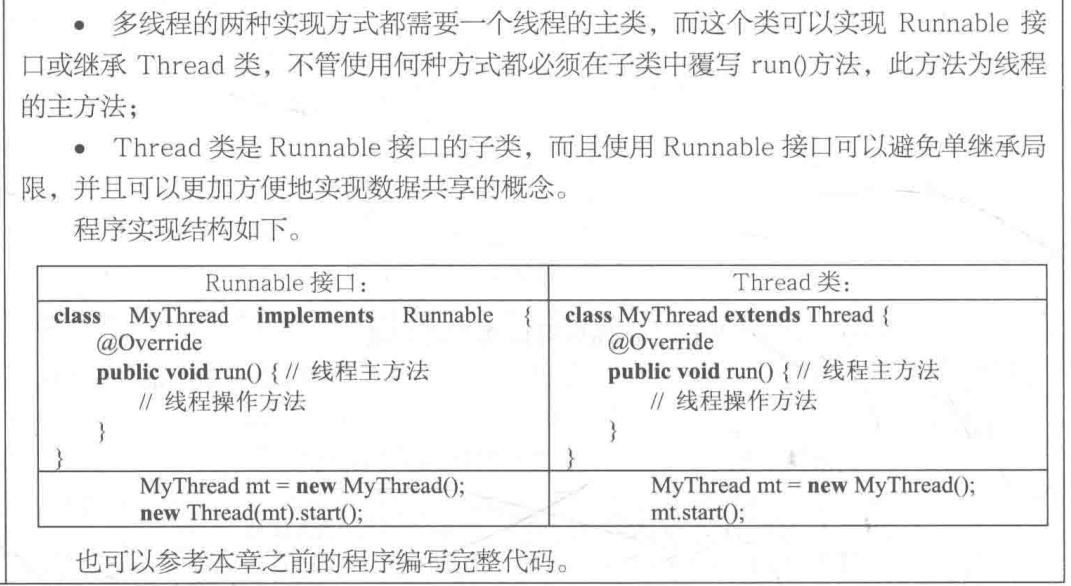 • 多线程的两种实现方式都需要一个线程的主类，而这个类可以实现 Runnable 接
口或继承 Thread 类，不管使用何种方式都必须在子类中覆写 run()方法，此方法为线程
的主方法；
• Thread 类是 Runnable 接口的子类，而且使用 Runnable 接口可以避免单继承局
限，并且可以更加方便地实现数据共享的概念。
程序实现结构如下。
Runnable 接口：
class MyThread implements Runnable {
@Override
public void run() { // 线程主方法
// 线程操作方法
}
}
MyThread mt = new MyThread();
new Thread(mt).start();
Thread 类：
class MyThread extends Thread {
@Override
public void run() { // 线程主方法
// 线程操作方法
}
}
MyThread mt = new MyThread();
mt.start();
也可以参考本章之前的程序编写完整代码。